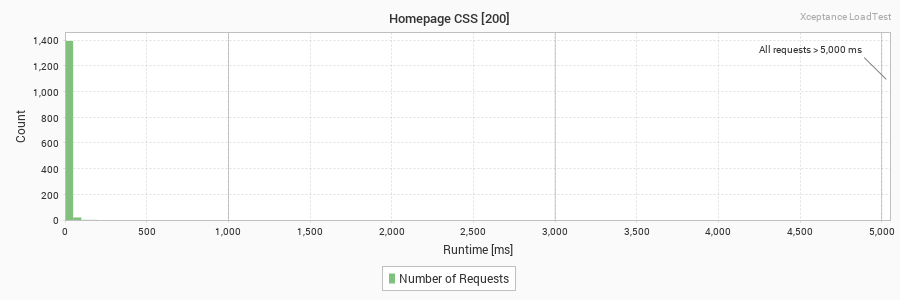 Homepage CSS [200]
Xceptance LoadTest
All requests > 5,000 ms
Count
1,400
1,200
1,000
800
600
400
200
0
0 500 1,000 1,500 2,000 2,500 3,000 3,500 4,000 4,500 5,000
Runtime [ms]
Number of Requests